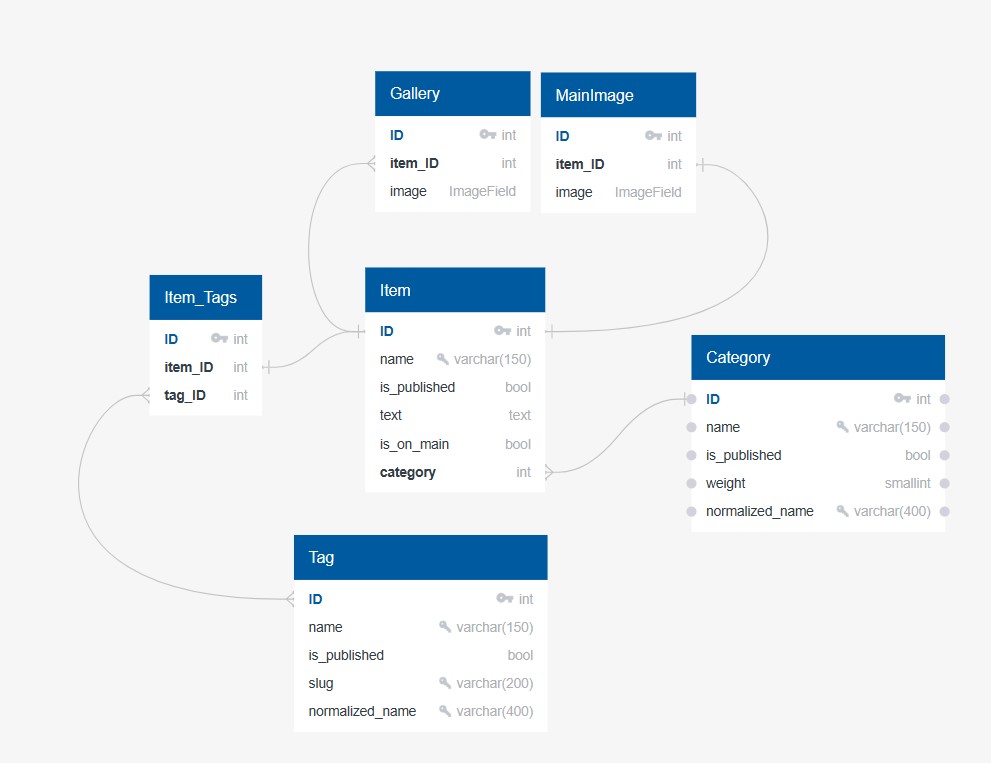 Gallery
ID int
item_ID int
image ImageField
MainImage
ID int
item_ID int
image ImageField
Item_Tags
ID int
item_ID int
tag_ID int
Item
ID int
name varchar(150)
is_published bool
text text
is_on_main bool
category int
Category
ID int
name varchar(150)
is_published bool
weight smallint
normalized_name varchar(400)
Tag
ID int
name varchar(150)
is_published bool
slug varchar(200)
normalized_name varchar(400)